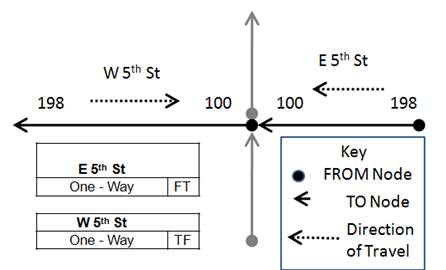 W 5th St
E 5th St
198
100
100
198
E 5th St
One - Way FT
W 5th St
One - Way TF
Key
FROM Node
TO Node
Direction
of Travel